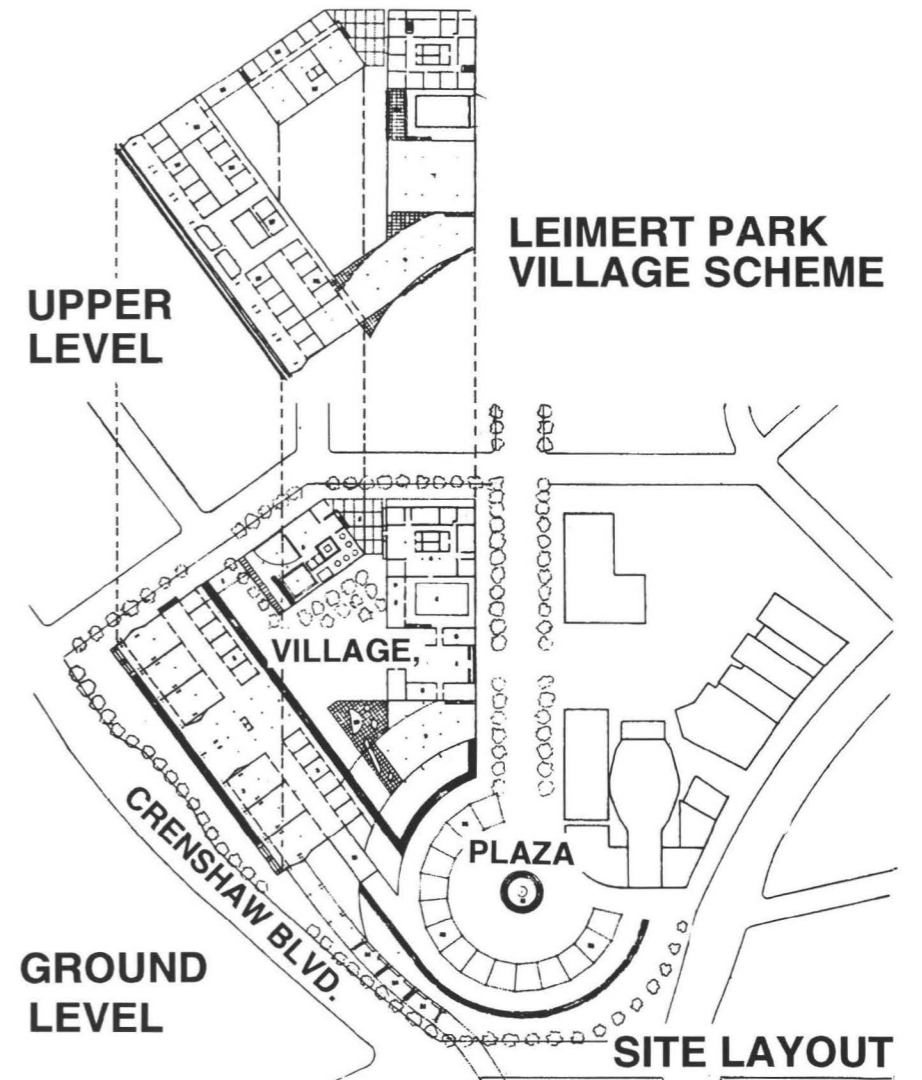 LEIMERT PARK
VILLAGE SCHEME
UPPER
LEVEL
VILLAGE,
PLAZA
CRENSHAW BLVD.
GROUND
LEVEL
SITE LAYOUT